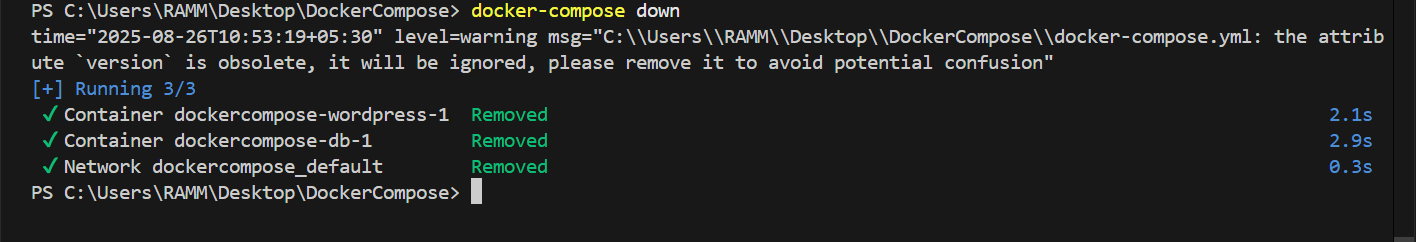 PS C:\Users\RAMM\Desktop\DockerCompose> docker-compose down
time="2025-08-26T10:53:19+05:30" level=warning msg="C:\\Users\\RAMM\\Desktop\\DockerCompose\\docker-compose.yml: the attrib
ute `version` is obsolete, it will be ignored, please remove it to avoid potential confusion"
[+] Running 3/3
✓ Container dockercompose-wordpress-1  Removed 2.1s
✓ Container dockercompose-db-1 Removed 2.9s
✓ Network dockercompose_default Removed 0.3s
PS C:\Users\RAMM\Desktop\DockerCompose>